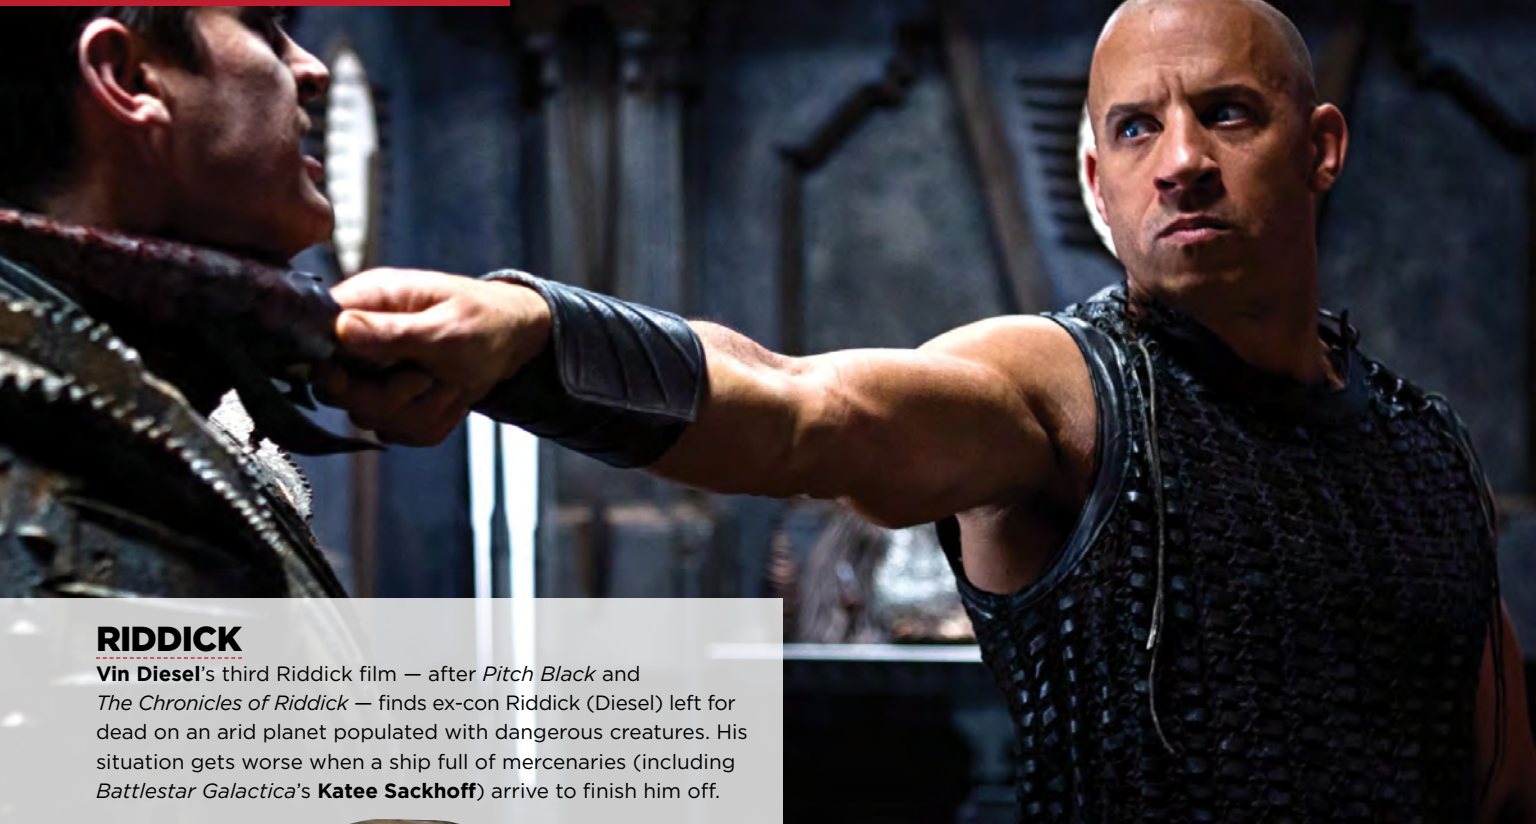 RIDDICK
Vin Diesel’s third Riddick film — after Pitch Black and
The Chronicles of Riddick — finds ex-con Riddick (Diesel) left for
dead on an arid planet populated with dangerous creatures. His
situation gets worse when a ship full of mercenaries (including
Battlestar Galactica’s Katee Sackhoff) arrive to finish him off.